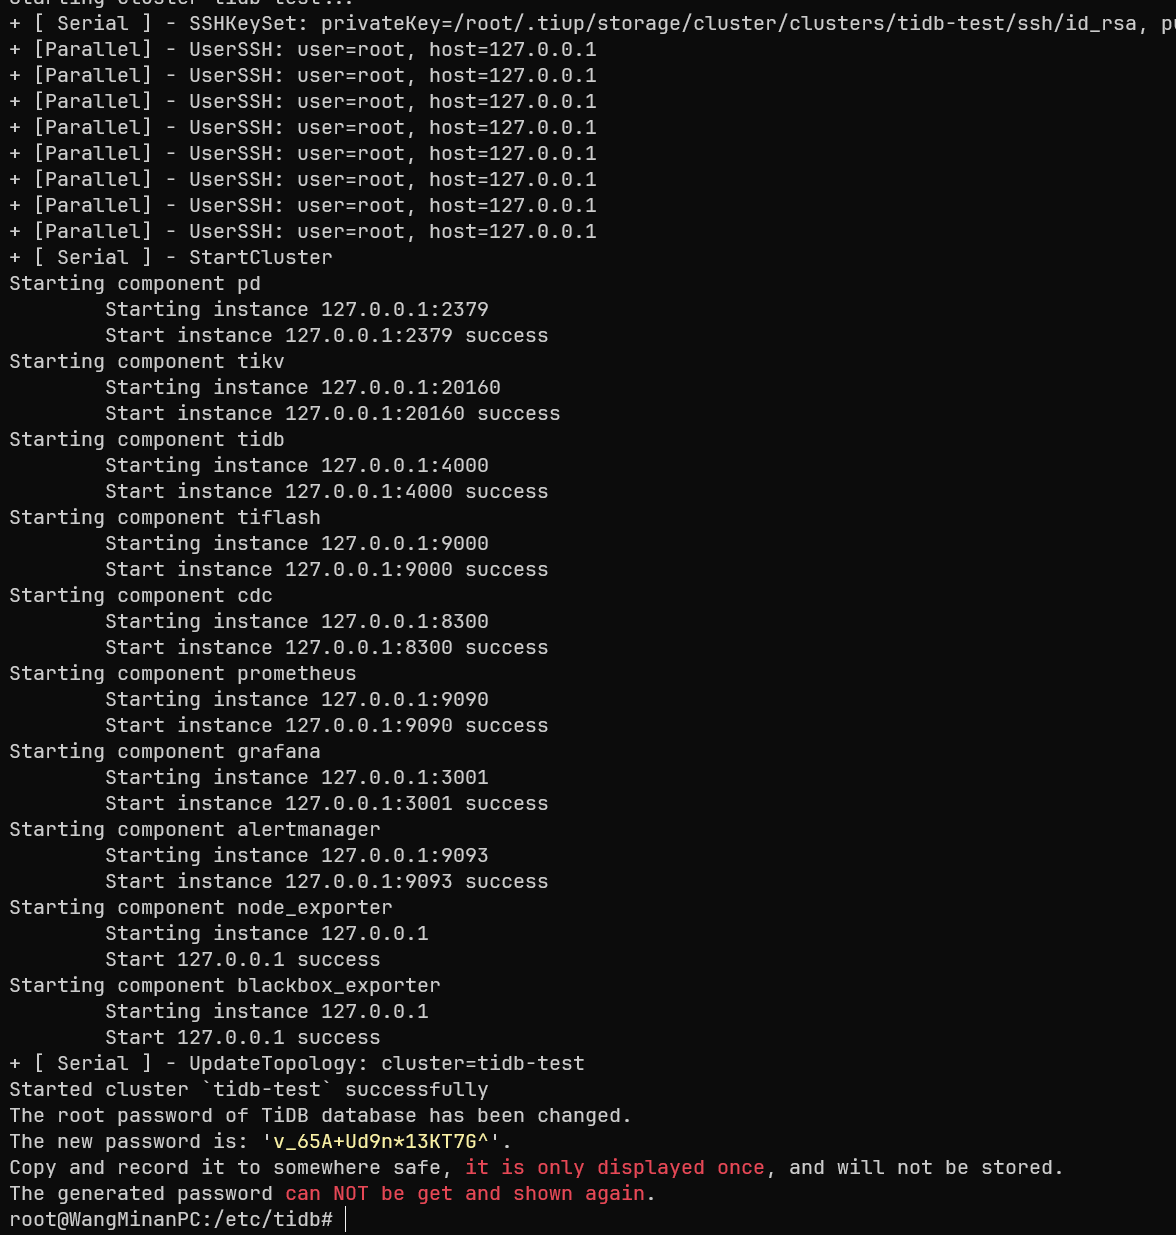 + [ Serial ] - SSHKeySet: privateKey=/root/.tiup/storage/cluster/clusters/tidb-test/ssh/id_rsa,
+ [Parallel] - UserSSH: user=root, host=127.0.0.1
+ [Parallel] - UserSSH: user=root, host=127.0.0.1
+ [Parallel] - UserSSH: user=root, host=127.0.0.1
+ [Parallel] - UserSSH: user=root, host=127.0.0.1
+ [Parallel] - UserSSH: user=root, host=127.0.0.1
+ [Parallel] - UserSSH: user=root, host=127.0.0.1
+ [Parallel] - UserSSH: user=root, host=127.0.0.1
+ [Parallel] - UserSSH: user=root, host=127.0.0.1
+ [ Serial ] - StartCluster
Starting component pd
        Starting instance 127.0.0.1:2379
        Start instance 127.0.0.1:2379 success
Starting component tikv
        Starting instance 127.0.0.1:20160
        Start instance 127.0.0.1:20160 success
Starting component tidb
        Starting instance 127.0.0.1:4000
        Start instance 127.0.0.1:4000 success
Starting component tiflash
        Starting instance 127.0.0.1:9000
        Start instance 127.0.0.1:9000 success
Starting component cdc
        Starting instance 127.0.0.1:8300
        Start instance 127.0.0.1:8300 success
Starting component prometheus
        Starting instance 127.0.0.1:9090
        Start instance 127.0.0.1:9090 success
Starting component grafana
        Starting instance 127.0.0.1:3001
        Start instance 127.0.0.1:3001 success
Starting component alertmanager
        Starting instance 127.0.0.1:9093
        Start instance 127.0.0.1:9093 success
Starting component node_exporter
        Starting instance 127.0.0.1
        Start 127.0.0.1 success
Starting component blackbox_exporter
        Starting instance 127.0.0.1
        Start 127.0.0.1 success
+ [ Serial ] - UpdateTopology: cluster=tidb-test
Started cluster `tidb-test` successfully
The root password of TiDB database has been changed.
The new password is: 'v_65A+Ud9n*13KT7G^'.
Copy and record it to somewhere safe, it is only displayed once, and will not be stored.
The generated password can NOT be get and shown again.
root@WangMinanPC:/etc/tidb#